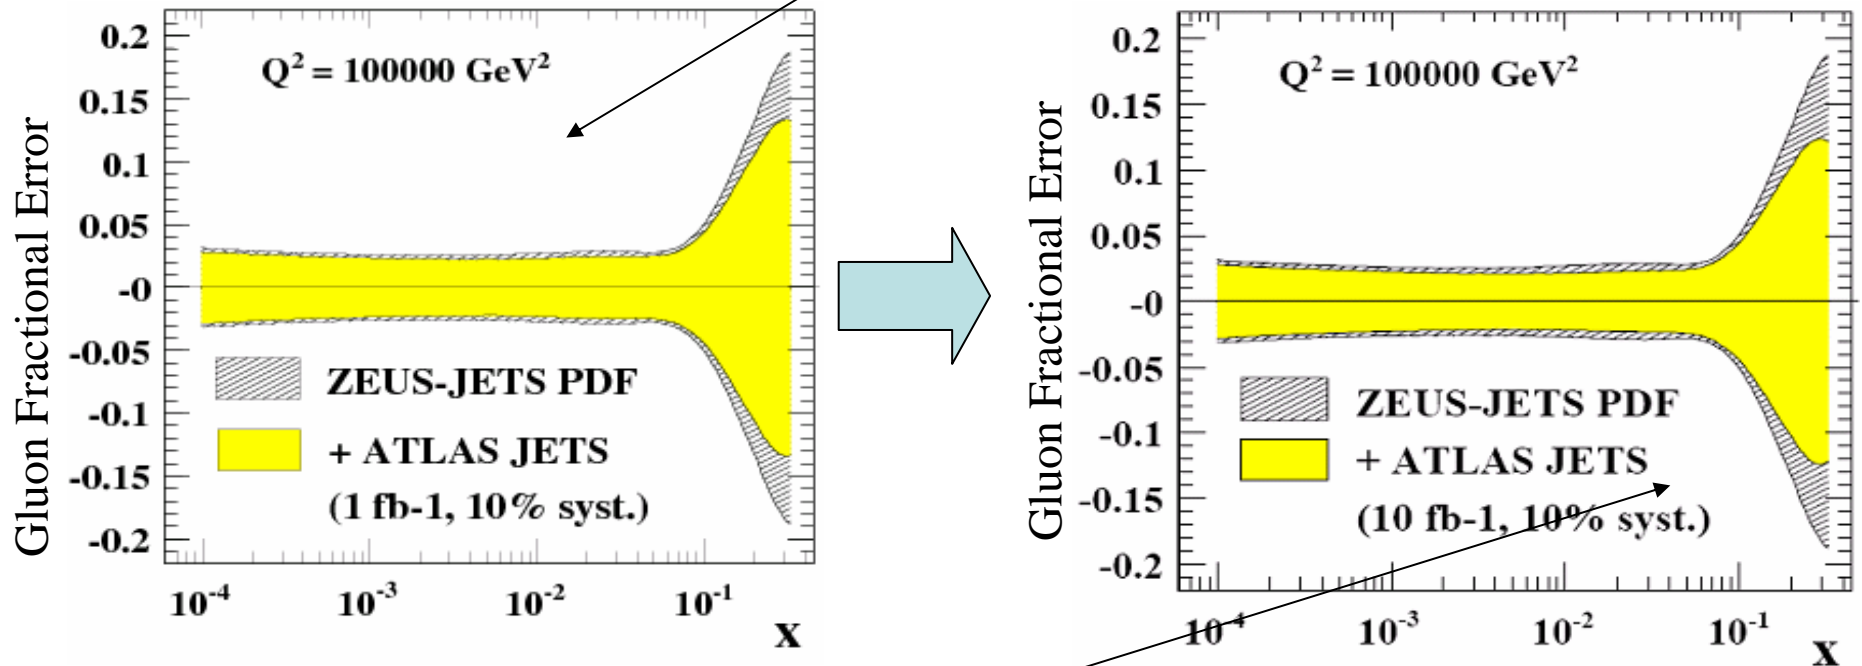 Gluon Fractional Error
0.2
0.15
0.1
0.05
-0
-0.05
-0.1
-0.15
-0.2
Q² = 100000 GeV²
ZEUS-JETS PDF
+ ATLAS JETS
(1 fb-1, 10% syst.)
10⁻⁴ 10⁻³ 10⁻² 10⁻¹
x
Gluon Fractional Error
0.2
0.15
0.1
0.05
-0
-0.05
-0.1
-0.15
-0.2
Q² = 100000 GeV²
ZEUS-JETS PDF
+ ATLAS JETS
(10 fb-1, 10% syst.)
10⁻⁴ 10⁻³ 10⁻² 10⁻¹
x